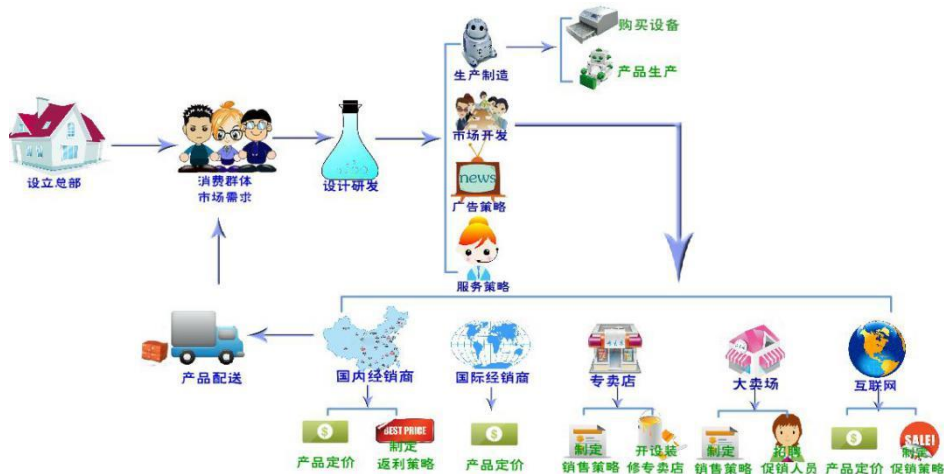 购买设备
产品生产
生产制造
设立总部
消费群体
市场需求
设计研发
市场开发
news
广告策略
服务策略
产品配送
国内经销商
国际经销商
专卖店
大卖场
互联网
$
产品定价
BEST PRICE
制定
返利策略
$
产品定价
制定
销售策略
开设装
修专卖店
制定
销售策略
招聘
促销人员
$
产品定价
SALE!
制定
促销策略